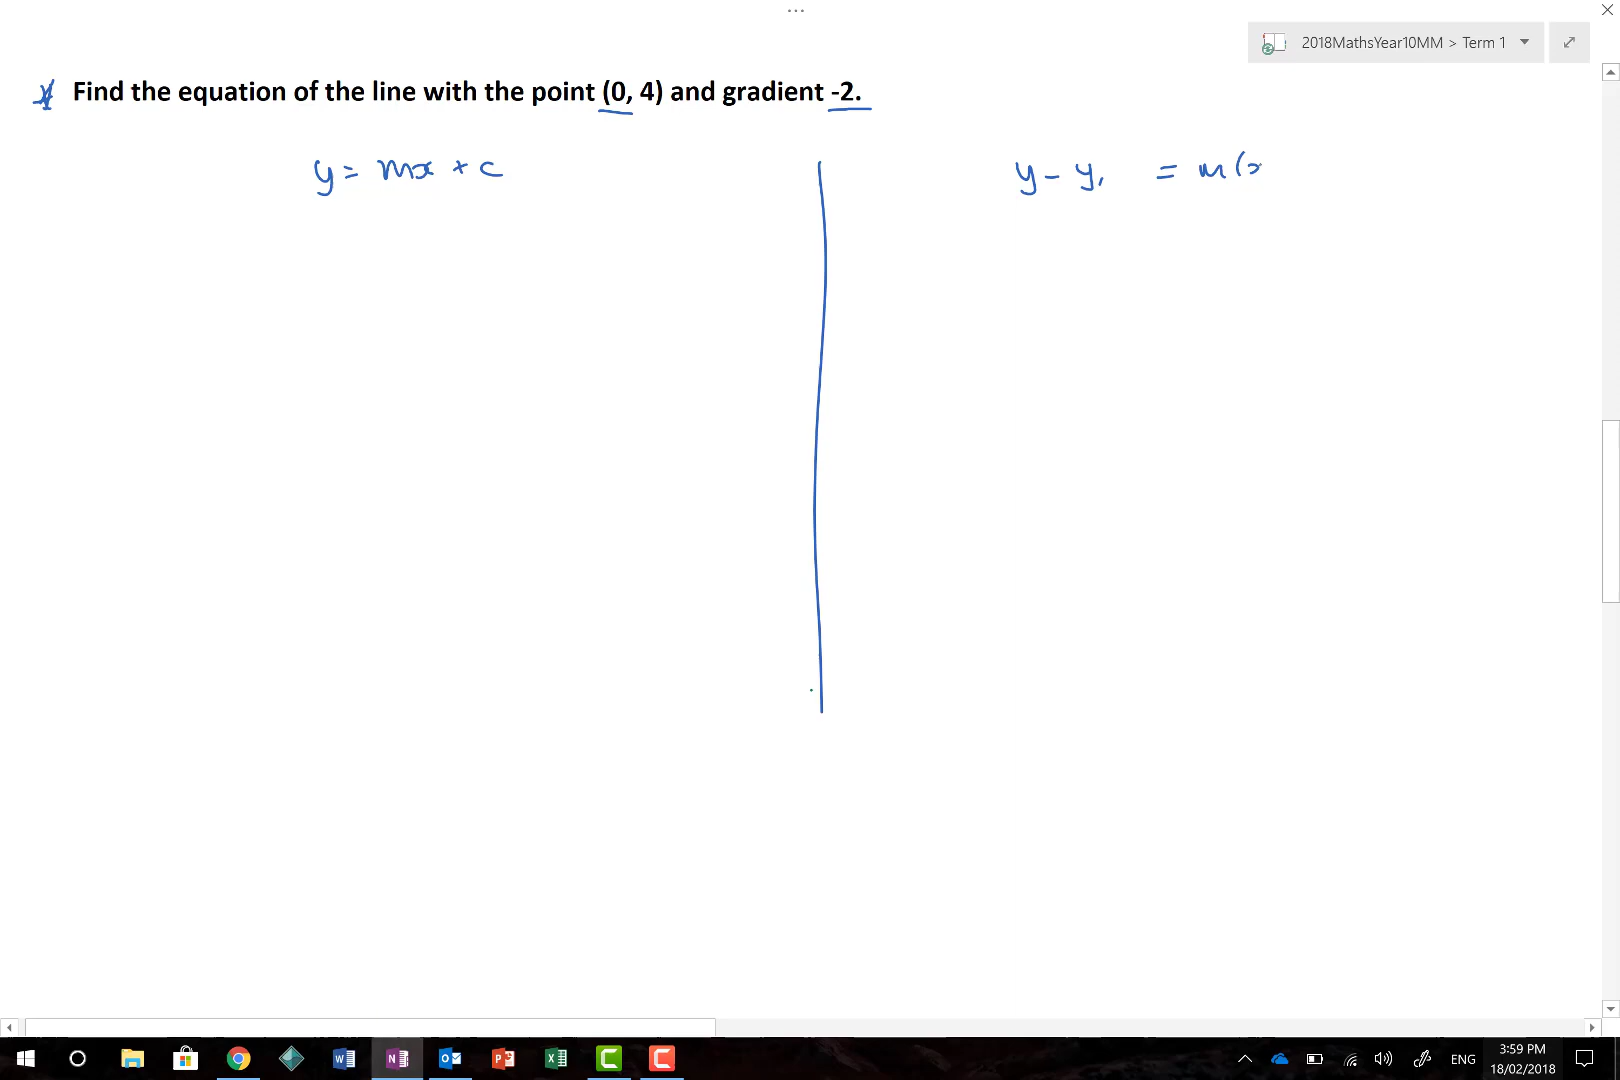 2018MathsYear10MM > Term 1
Find the equation of the line with the point (0, 4) and gradient -2.
y = mx + c
y - y₁ = m(x
ENG
3:59 PM
18/02/2018